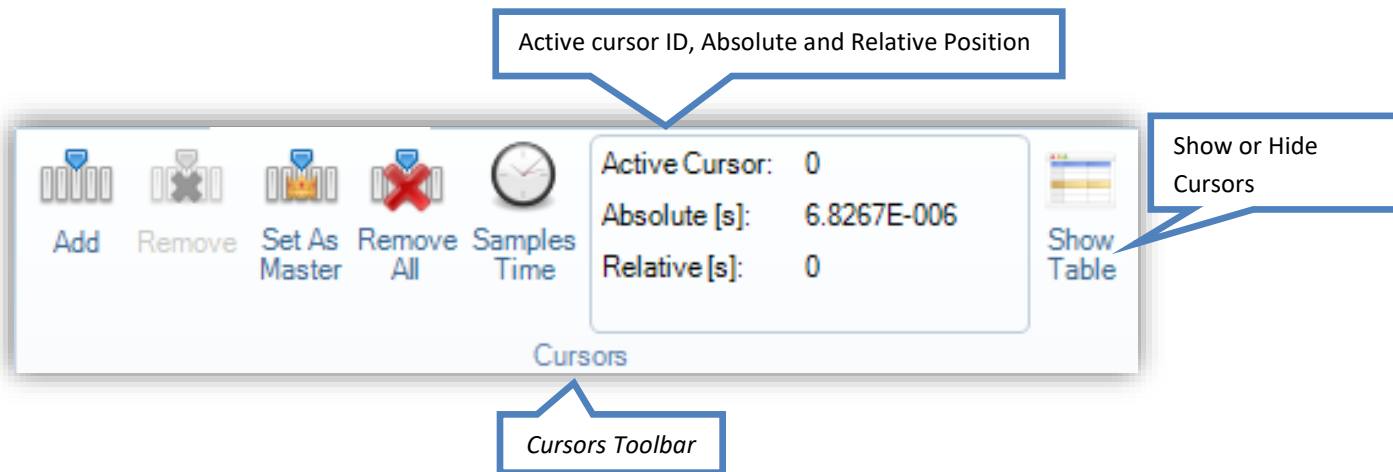 Active cursor ID, Absolute and Relative Position
Show or Hide
Cursors
Add
Remove
Set As
Master
Remove
All
Samples
Time
Active Cursor: 0
Absolute [s]: 6.8267E-006
Relative [s]: 0
Show
Table
Cursors
Cursors Toolbar